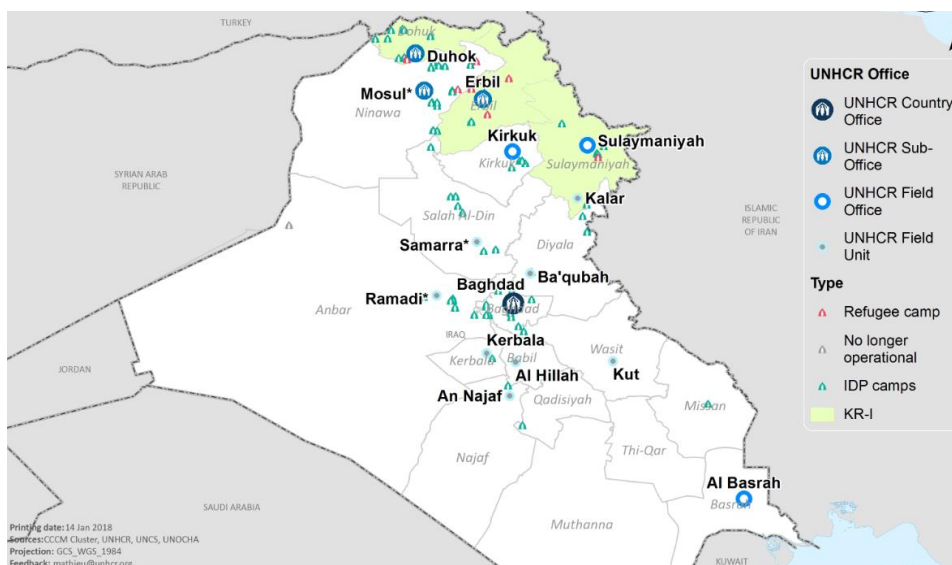 TURKEY
Dohuk
Duhok
Erbil
Mosul*
Erbil
Ninawa
Kirkuk
Sulaymaniyah
Kirkuk
Sulaymaniyah
SYRIAN ARAB
REPUBLIC
Kalar
ISLAMIC
REPUBLIC
OF IRAN
Salah Al-Din
Samarra*
Diyala
Ba'qubah
Baghdad
Ramadi*
Baghdad
Anbar
IRAQ
Kerbala
Wasit
Kerbala
Babil
JORDAN
Al Hillah
Kut
An Najaf
Qadisiyah
Missan
Najaf
Thi-Qar
Al Basrah
Basrah
SAUDI ARABIA
Muthanna
KUWAIT
UNHCR Office
UNHCR Country
Office
UNHCR Sub-
Office
UNHCR Field
Office
UNHCR Field
Unit
Type
Refugee camp
No longer
operational
IDP camps
KR-I
Printing date: 14 Jan 2018
Sources: CCCM Cluster, UNHCR, UNCS, UNOCHA
Projection: GCS_WGS_1984
Feedback: mathieu@unhcr.org